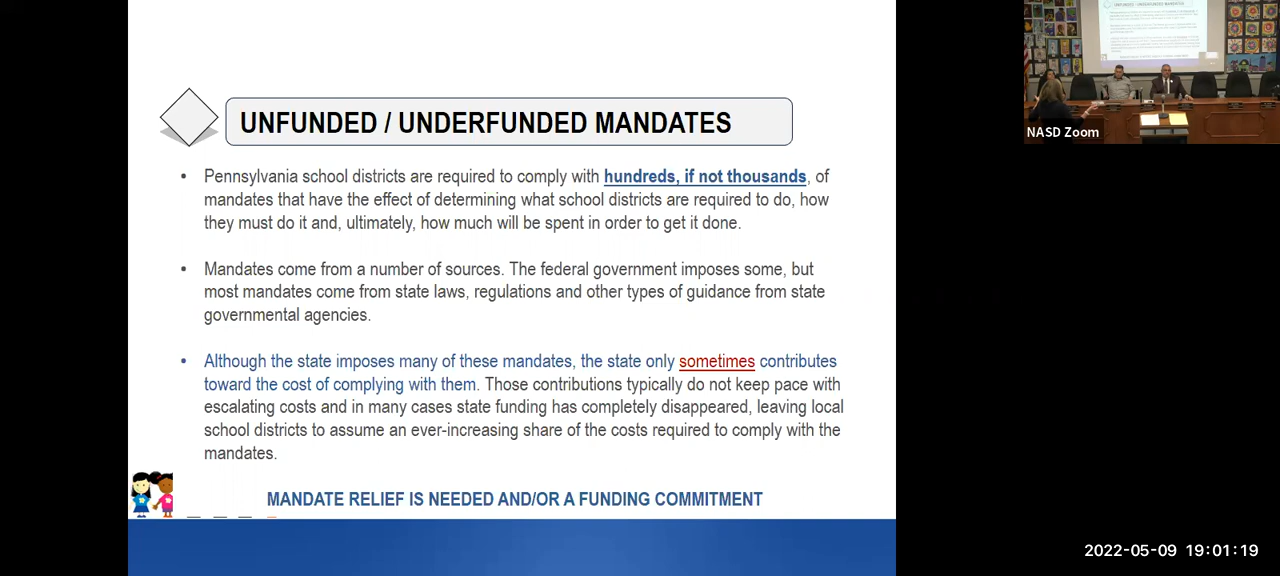 UNFUNDED / UNDERFUNDED MANDATES
• Pennsylvania school districts are required to comply with hundreds, if not thousands, of
mandates that have the effect of determining what school districts are required to do, how
they must do it and, ultimately, how much will be spent in order to get it done.
• Mandates come from a number of sources. The federal government imposes some, but
most mandates come from state laws, regulations and other types of guidance from state
governmental agencies.
• Although the state imposes many of these mandates, the state only sometimes contributes
toward the cost of complying with them. Those contributions typically do not keep pace with
escalating costs and in many cases state funding has completely disappeared, leaving local
school districts to assume an ever-increasing share of the costs required to comply with the
mandates.
MANDATE RELIEF IS NEEDED AND/OR A FUNDING COMMITMENT
UNFUNDED / UNDERFUNDED MANDATES
NASD Zoom
2022-05-09 19:01:19